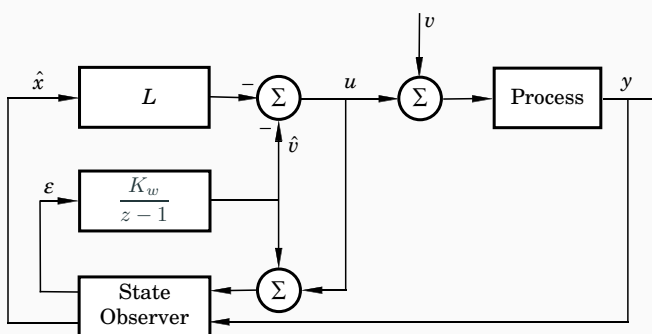 v
x̂
L
−
Σ
u
Σ
Process
y
−
v̂
ε
K_w
z − 1
State
Observer
Σ